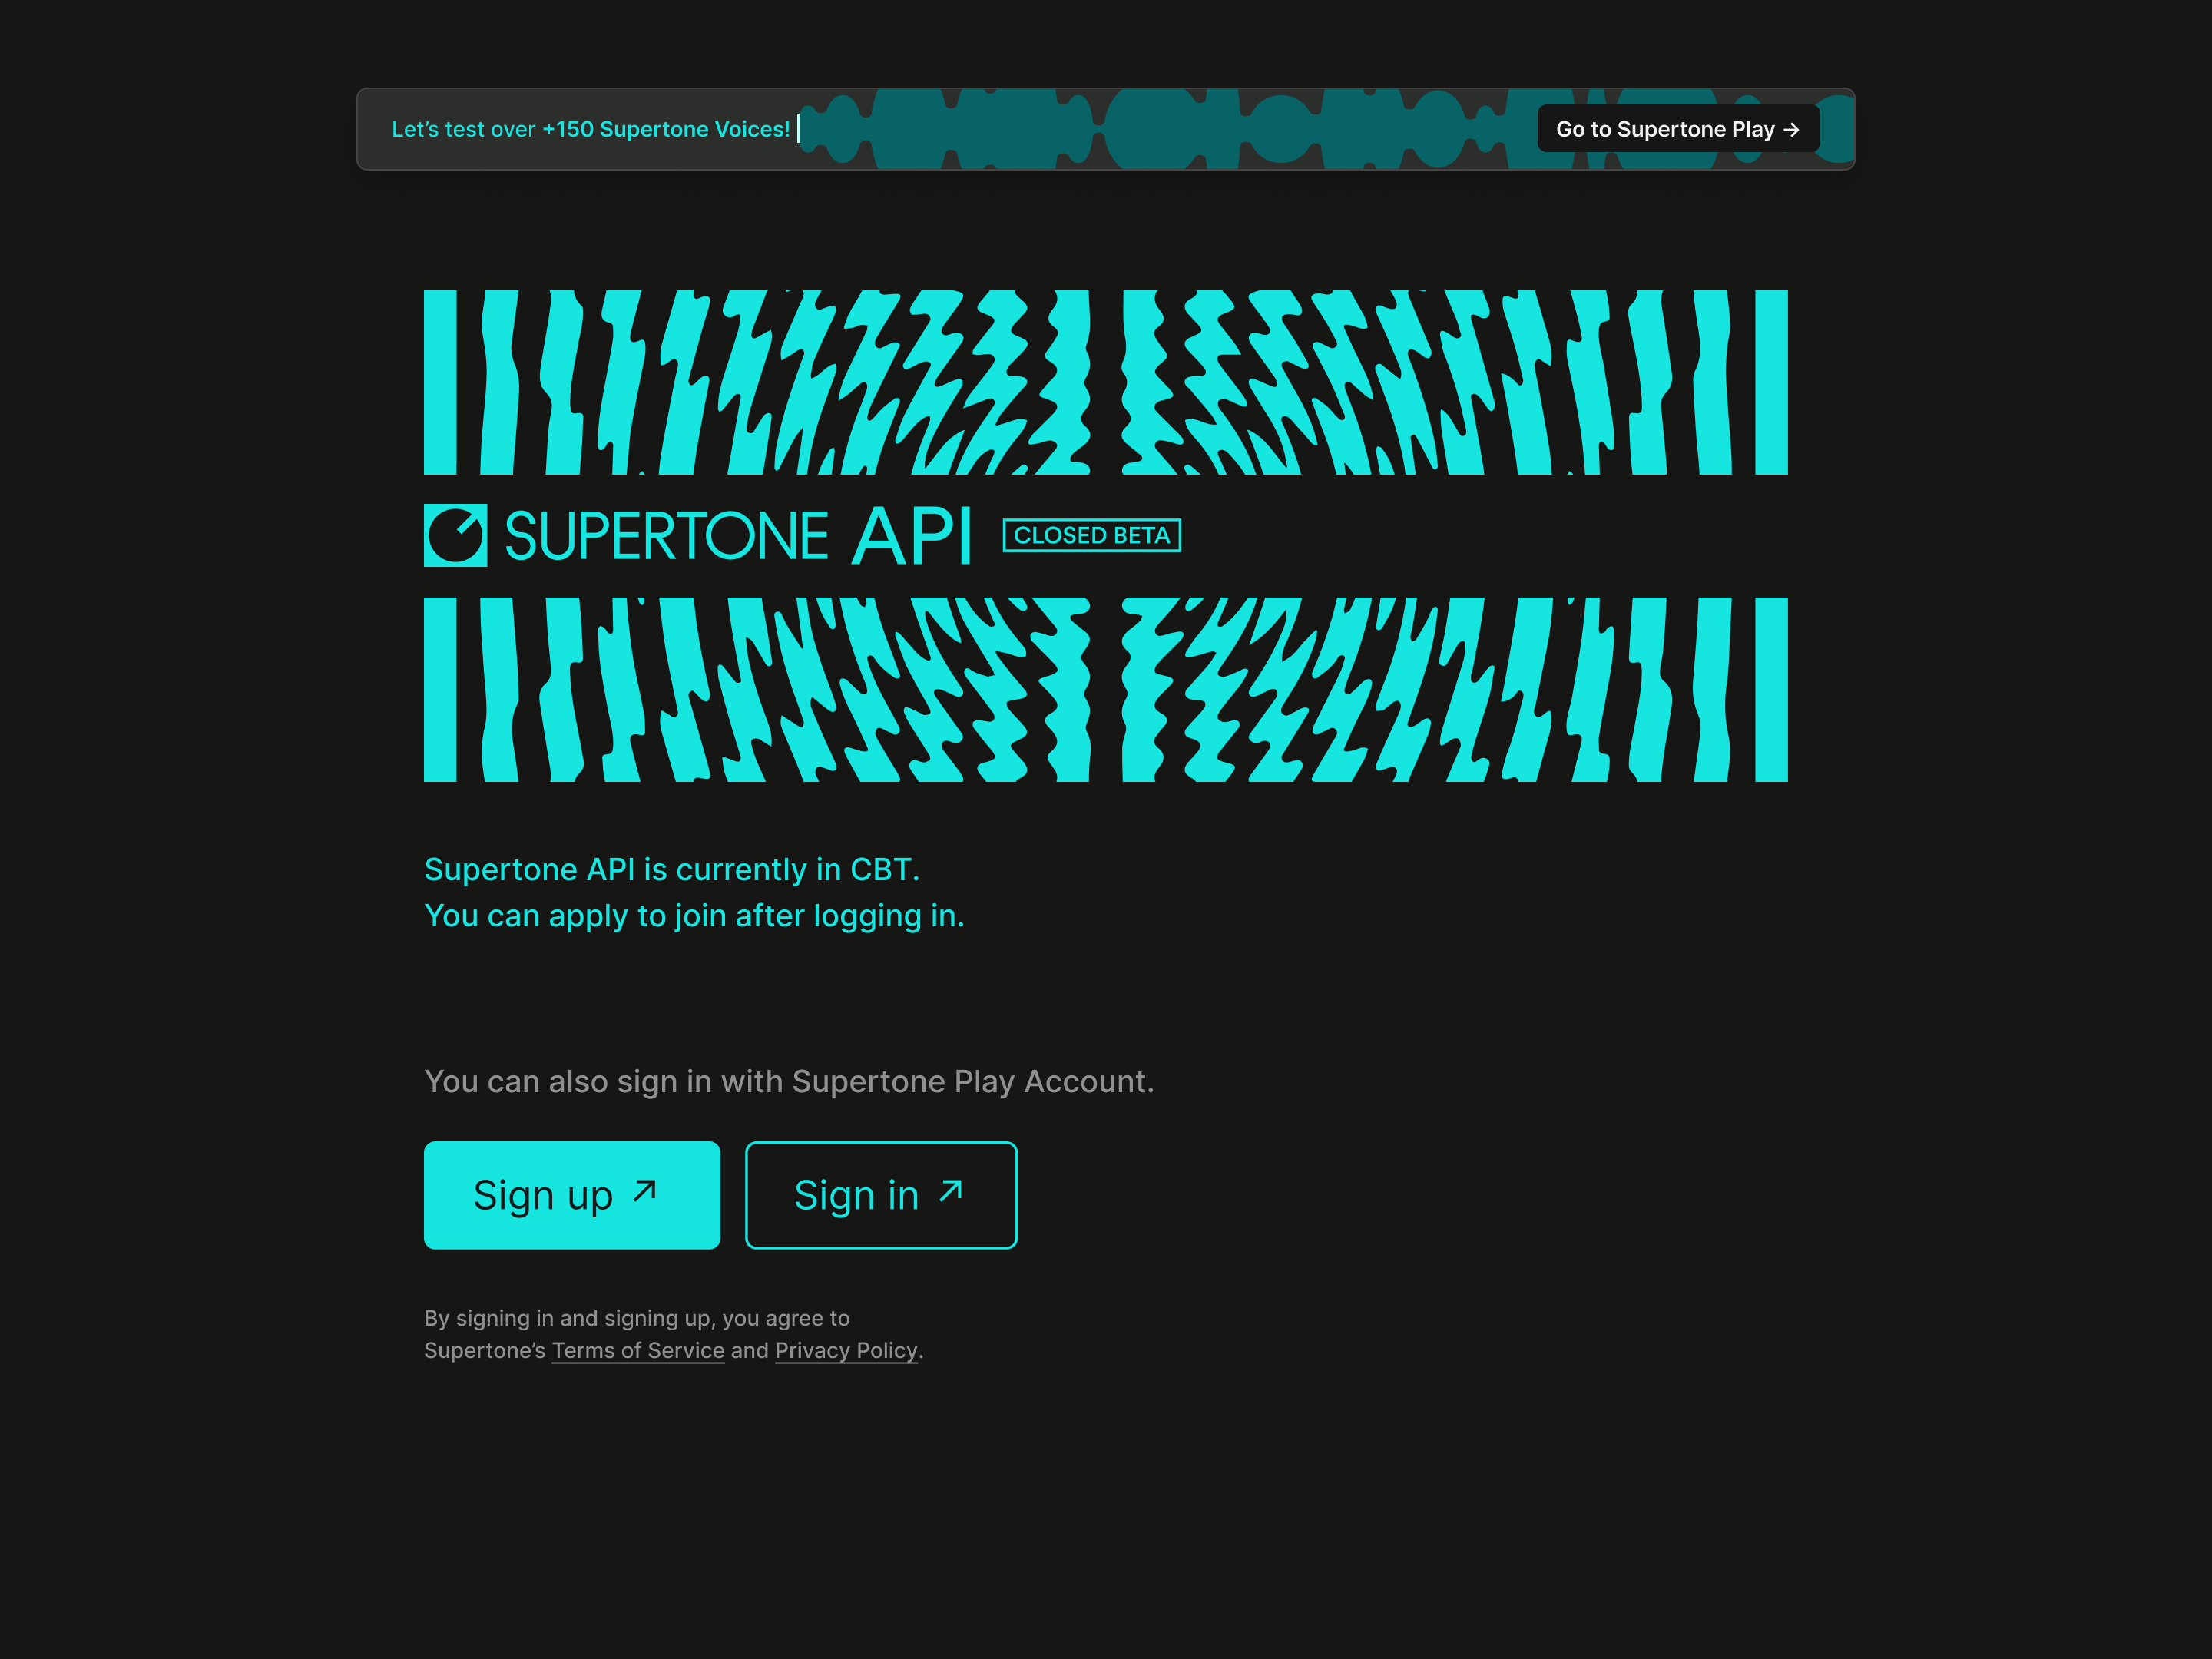 Let’s test over +150 Supertone Voices!
Go to Supertone Play →
SUPERTONE API CLOSED BETA
Supertone API is currently in CBT.
You can apply to join after logging in.
You can also sign in with Supertone Play Account.
Sign up ↗
Sign in ↗
By signing in and signing up, you agree to
Supertone’s Terms of Service and Privacy Policy.